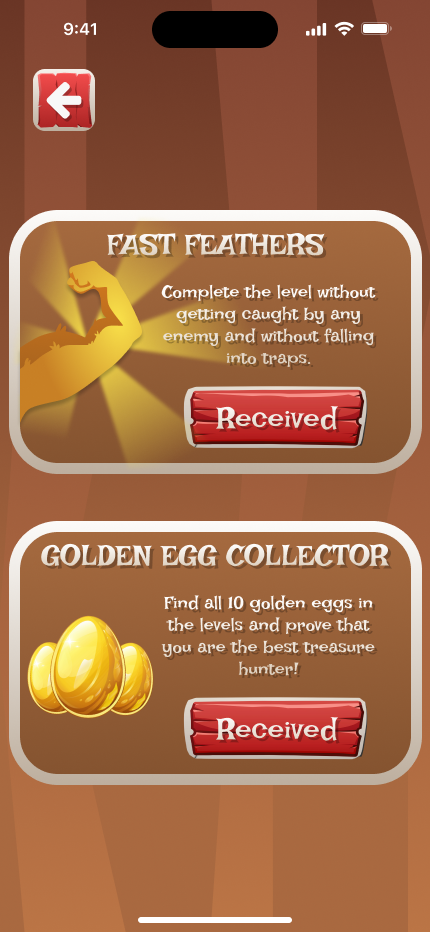 9:41
FAST FEATHERS
Complete the level without
getting caught by any
enemy and without falling
into traps.
Received
GOLDEN EGG COLLECTOR
Find all 10 golden eggs in
the levels and prove that
you are the best treasure
hunter!
Received